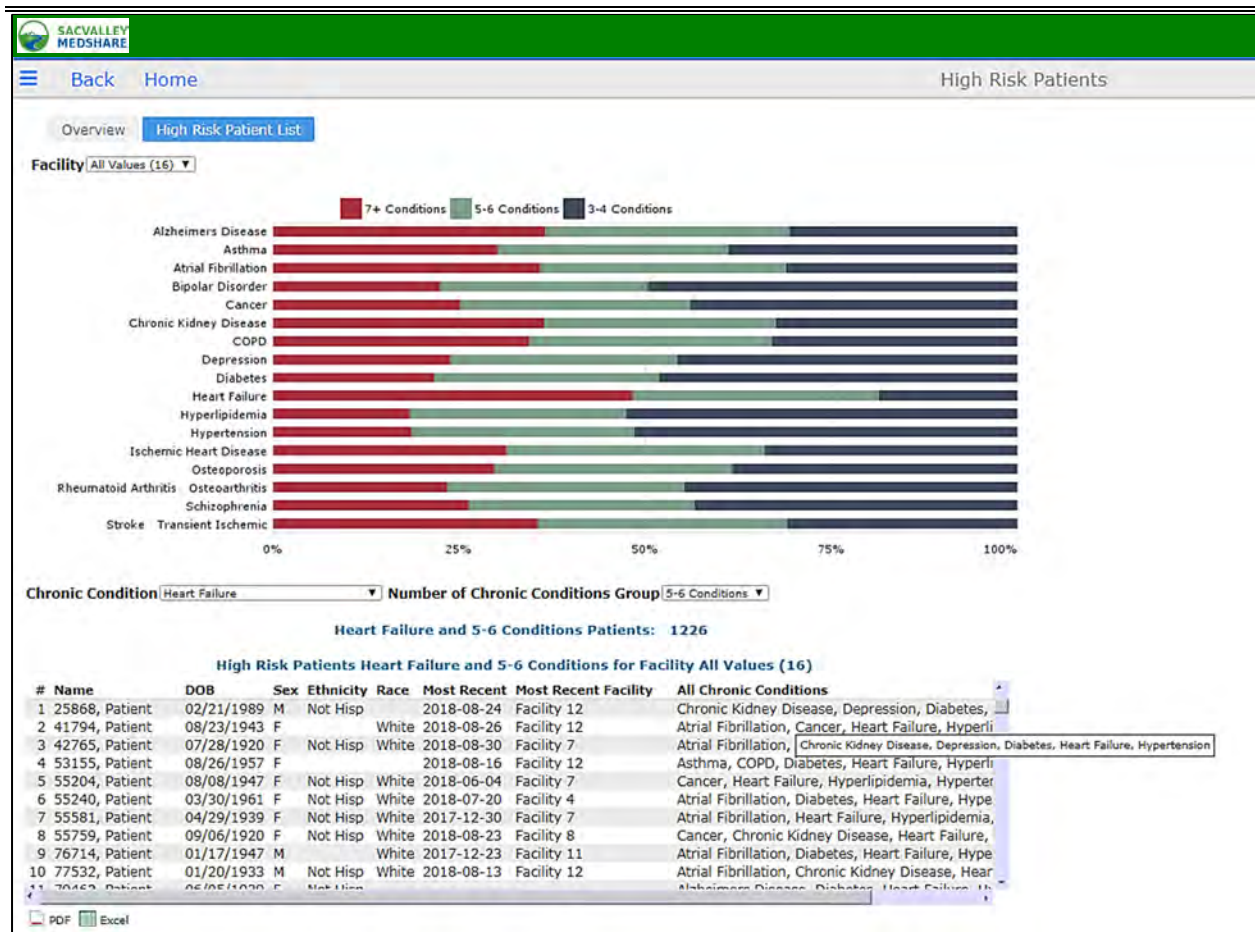 SACVALLEY
MEDSHARE
Back Home High Risk Patients
Overview High Risk Patient List
Facility All Values (16)
7+ Conditions 5-6 Conditions 3-4 Conditions
Alzheimers Disease
Asthma
Atrial Fibrillation
Bipolar Disorder
Cancer
Chronic Kidney Disease
COPD
Depression
Diabetes
Heart Failure
Hyperlipidemia
Hypertension
Ischemic Heart Disease
Osteoporosis
Rheumatoid Arthritis Osteoarthritis
Schizophrenia
Stroke Transient Ischemic
0% 25% 50% 75% 100%
Chronic Condition Heart Failure Number of Chronic Conditions Group 5-6 Conditions
Heart Failure and 5-6 Conditions Patients: 1226
High Risk Patients Heart Failure and 5-6 Conditions for Facility All Values (16)
# Name DOB Sex Ethnicity Race Most Recent Most Recent Facility All Chronic Conditions
1 25868, Patient 02/21/1989 M Not Hisp 2018-08-24 Facility 12 Chronic Kidney Disease, Depression, Diabetes,
2 41794, Patient 08/23/1943 F White 2018-08-26 Facility 12 Atrial Fibrillation, Cancer, Heart Failure, Hyperli
3 42765, Patient 07/28/1920 F Not Hisp White 2018-08-30 Facility 7 Atrial Fibrillation, Chronic Kidney Disease, Depression, Diabetes, Heart Failure, Hypertension
4 53155, Patient 08/26/1957 F 2018-08-16 Facility 12 Asthma, COPD, Diabetes, Heart Failure, Hyperli
5 55204, Patient 08/08/1947 F Not Hisp White 2018-06-04 Facility 7 Cancer, Heart Failure, Hyperlipidemia, Hyperter
6 55240, Patient 03/30/1961 F Not Hisp White 2018-07-20 Facility 4 Atrial Fibrillation, Diabetes, Heart Failure, Hype
7 55581, Patient 04/29/1939 F Not Hisp White 2017-12-30 Facility 7 Atrial Fibrillation, Heart Failure, Hyperlipidemia,
8 55759, Patient 09/06/1920 F Not Hisp White 2018-08-23 Facility 8 Cancer, Chronic Kidney Disease, Heart Failure,
9 76714, Patient 01/17/1947 M White 2017-12-23 Facility 11 Atrial Fibrillation, Diabetes, Heart Failure, Hype
10 77532, Patient 01/20/1933 M Not Hisp White 2018-08-13 Facility 12 Atrial Fibrillation, Chronic Kidney Disease, Hear
PDF Excel